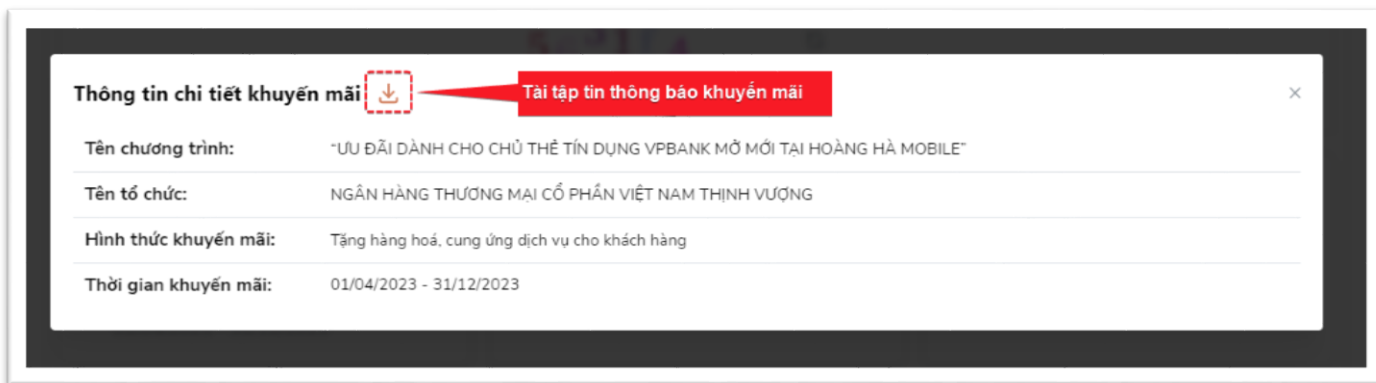 Thông tin chi tiết khuyến mãi
Tải tập tin thông báo khuyến mãi
Tên chương trình: "ƯU ĐÃI DÀNH CHO CHỦ THẺ TÍN DỤNG VPBANK MỞ MỚI TẠI HOÀNG HÀ MOBILE"
Tên tổ chức: NGÂN HÀNG THƯƠNG MẠI CỔ PHẦN VIỆT NAM THỊNH VƯỢNG
Hình thức khuyến mãi: Tặng hàng hoá, cung ứng dịch vụ cho khách hàng
Thời gian khuyến mãi: 01/04/2023 - 31/12/2023